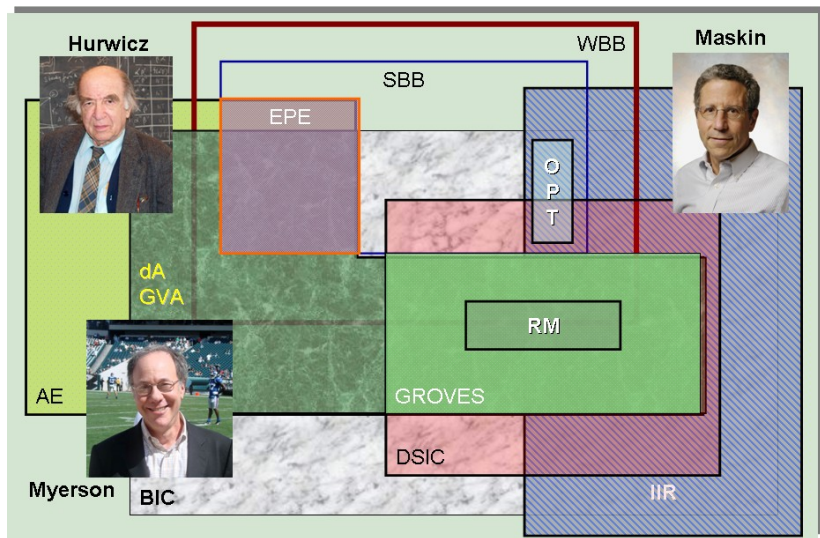 Hurwicz
WBB
Maskin
SBB
EPE
O
P
T
dA
GVA
RM
AE
GROVES
DSIC
Myerson
BIC
IIR